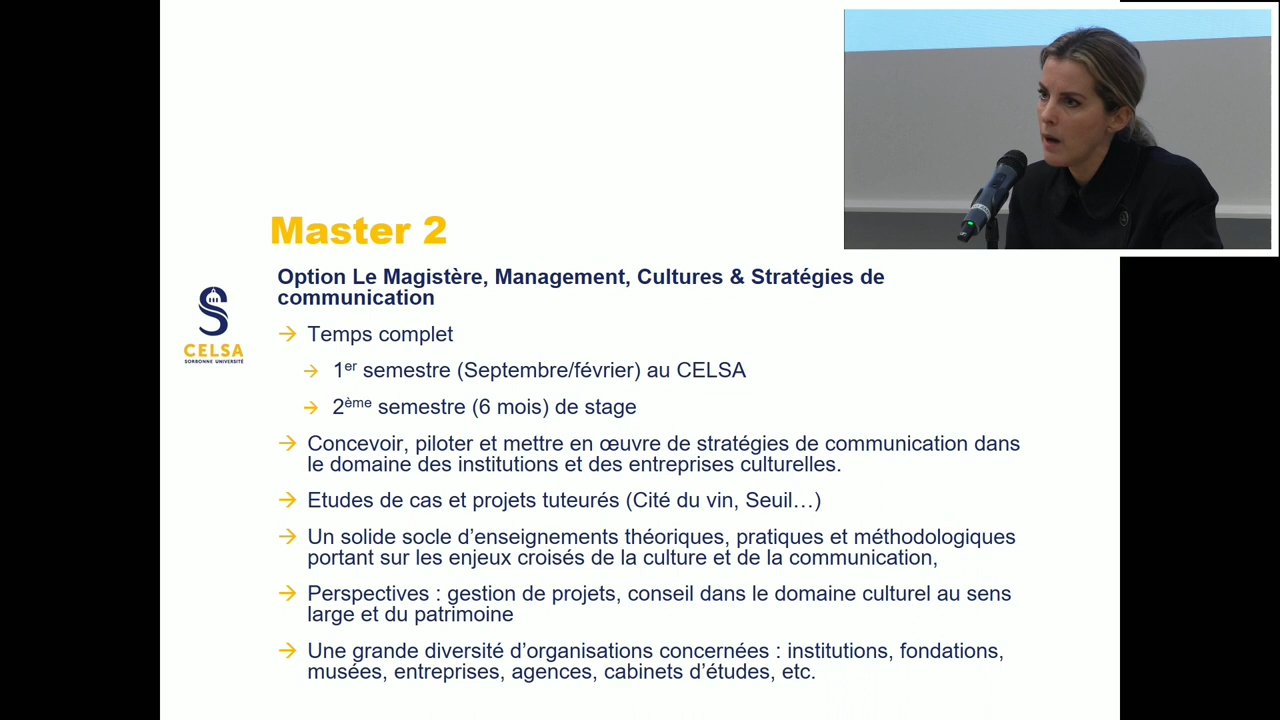 Master 2
Option Le Magistère, Management, Cultures & Stratégies de
communication
→ Temps complet
→ 1er semestre (Septembre/février) au CELSA
→ 2ème semestre (6 mois) de stage
→ Concevoir, piloter et mettre en œuvre de stratégies de communication dans
le domaine des institutions et des entreprises culturelles.
→ Etudes de cas et projets tuteurés (Cité du vin, Seuil…)
→ Un solide socle d’enseignements théoriques, pratiques et méthodologiques
portant sur les enjeux croisés de la culture et de la communication,
→ Perspectives : gestion de projets, conseil dans le domaine culturel au sens
large et du patrimoine
→ Une grande diversité d’organisations concernées : institutions, fondations,
musées, entreprises, agences, cabinets d’études, etc.
CELSA
SORBONNE UNIVERSITÉ